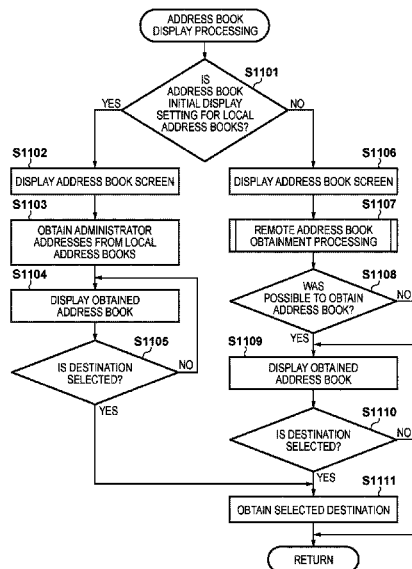 ADDRESS BOOK
DISPLAY PROCESSING
S1101
IS
ADDRESS BOOK
INITIAL DISPLAY
SETTING FOR LOCAL
ADDRESS BOOKS?
YES
NO
S1102
DISPLAY ADDRESS BOOK SCREEN
S1103
OBTAIN ADMINISTRATOR
ADDRESSES FROM LOCAL
ADDRESS BOOKS
S1104
DISPLAY OBTAINED
ADDRESS BOOK
S1105
IS DESTINATION
SELECTED?
NO
YES
S1106
DISPLAY ADDRESS BOOK SCREEN
S1107
REMOTE ADDRESS BOOK
OBTAINMENT PROCESSING
S1108
WAS
POSSIBLE TO OBTAIN
ADDRESS BOOK?
NO
YES
S1109
DISPLAY OBTAINED
ADDRESS BOOK
S1110
IS DESTINATION
SELECTED?
NO
YES
S1111
OBTAIN SELECTED DESTINATION
RETURN